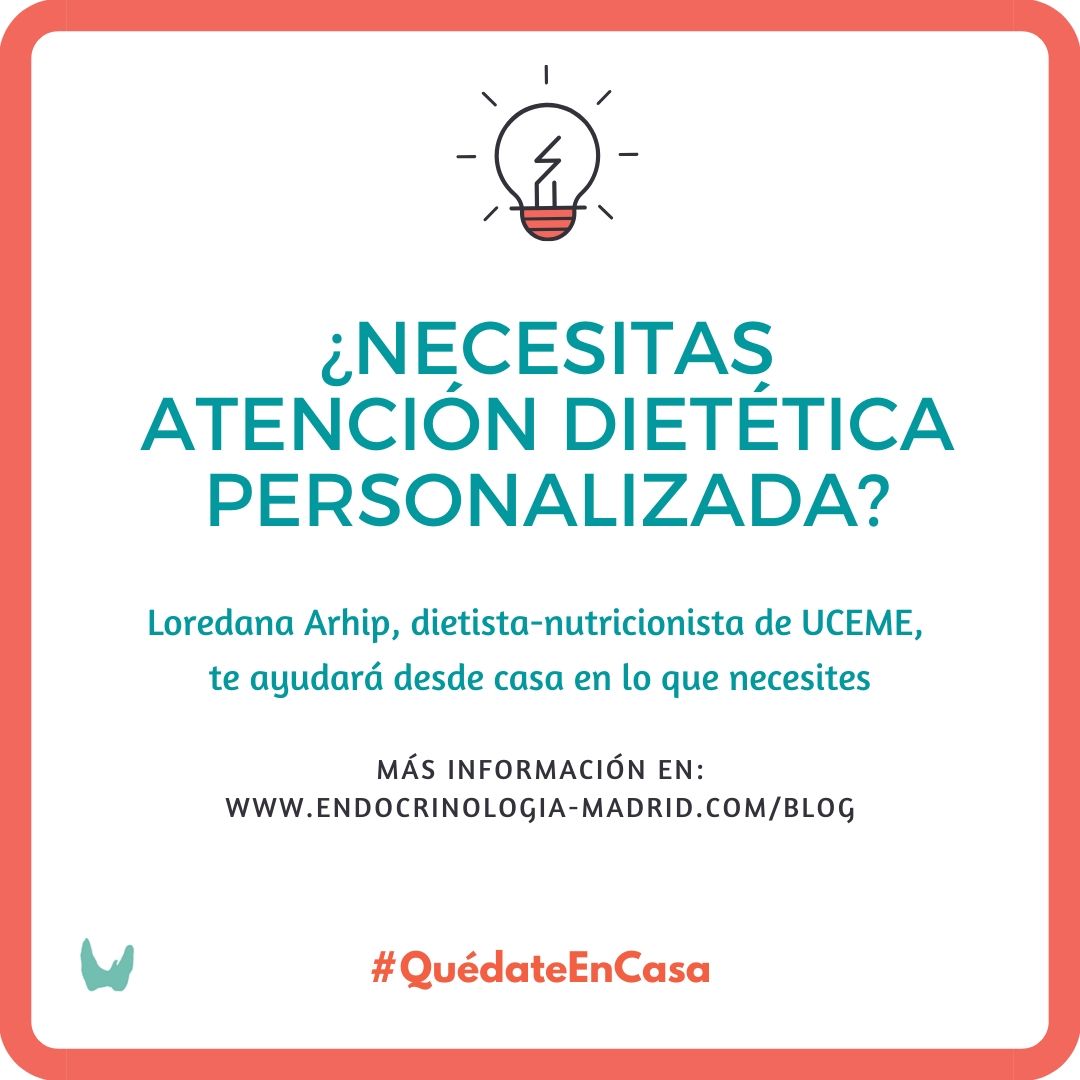 ¿NECESITAS
ATENCIÓN DIETÉTICA
PERSONALIZADA?
Loredana Arhip, dietista-nutricionista de UCEME,
te ayudará desde casa en lo que necesites
MÁS INFORMACIÓN EN:
WWW.ENDOCRINOLOGIA-MADRID.COM/BLOG
#QuédateEnCasa